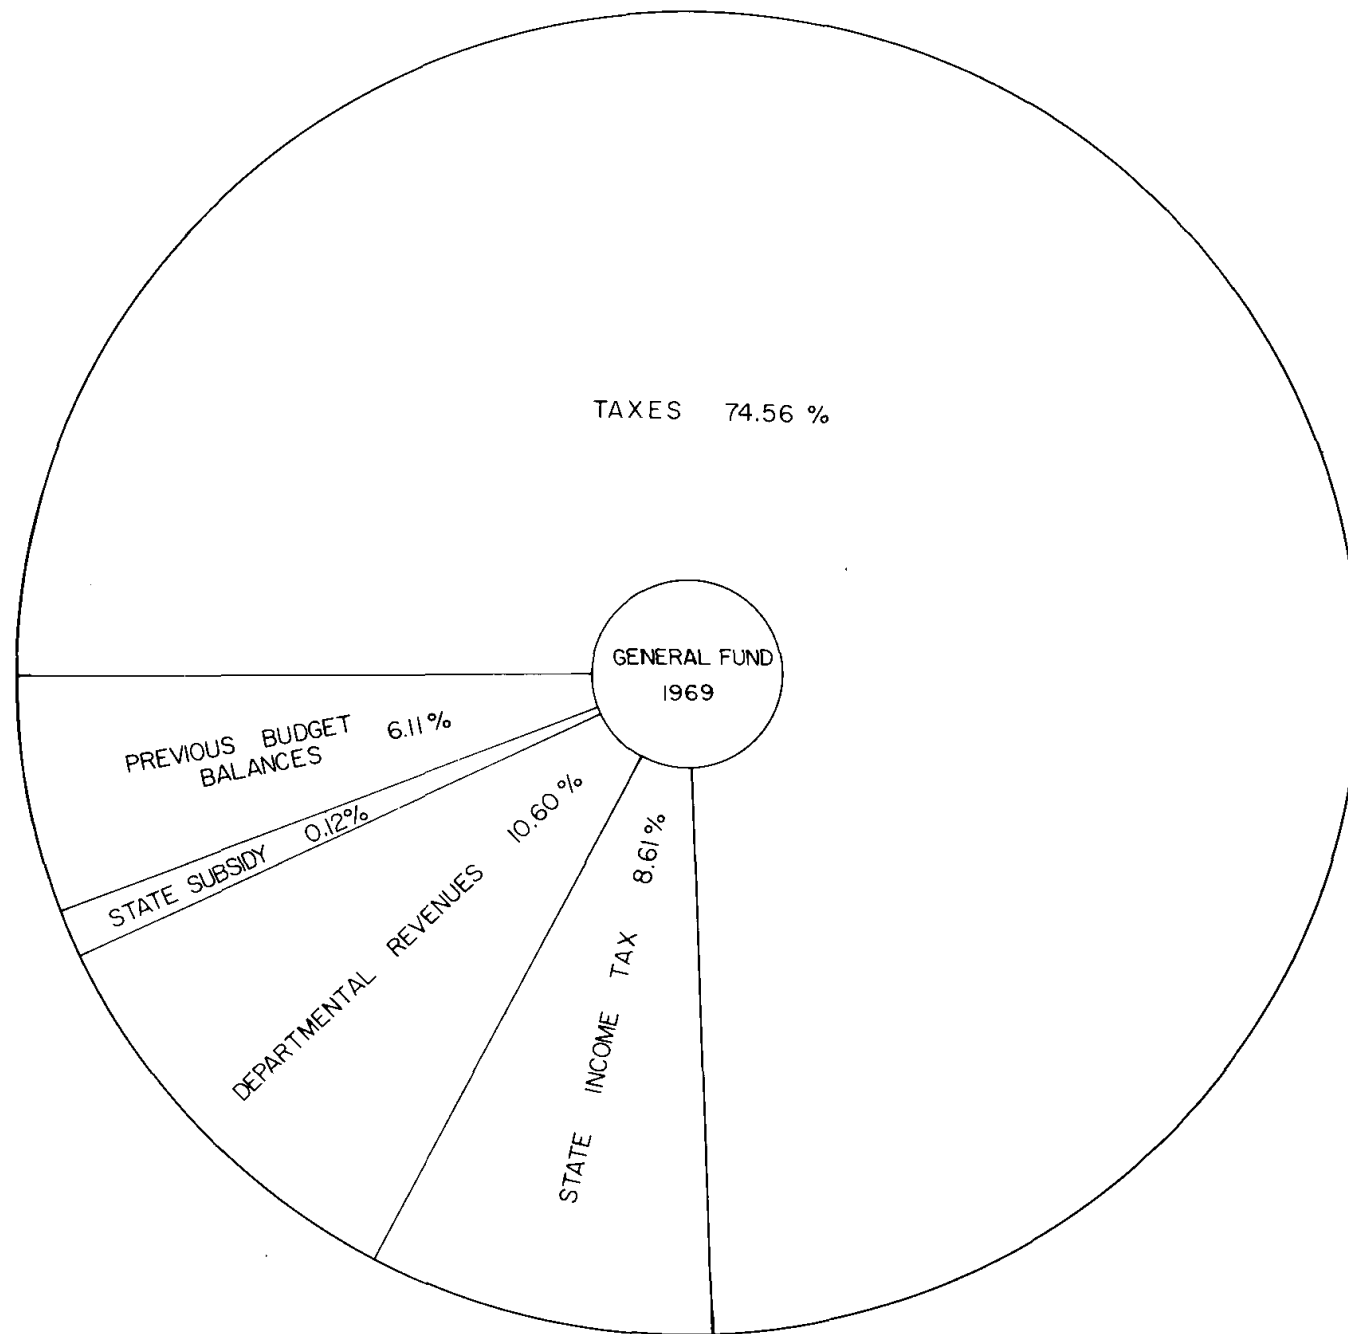 TAXES 74.56 %
GENERAL FUND
1969
PREVIOUS BUDGET 6.11%
BALANCES
STATE SUBSIDY 0.12%
DEPARTMENTAL REVENUES 10.60%
STATE INCOME TAX 8.61%